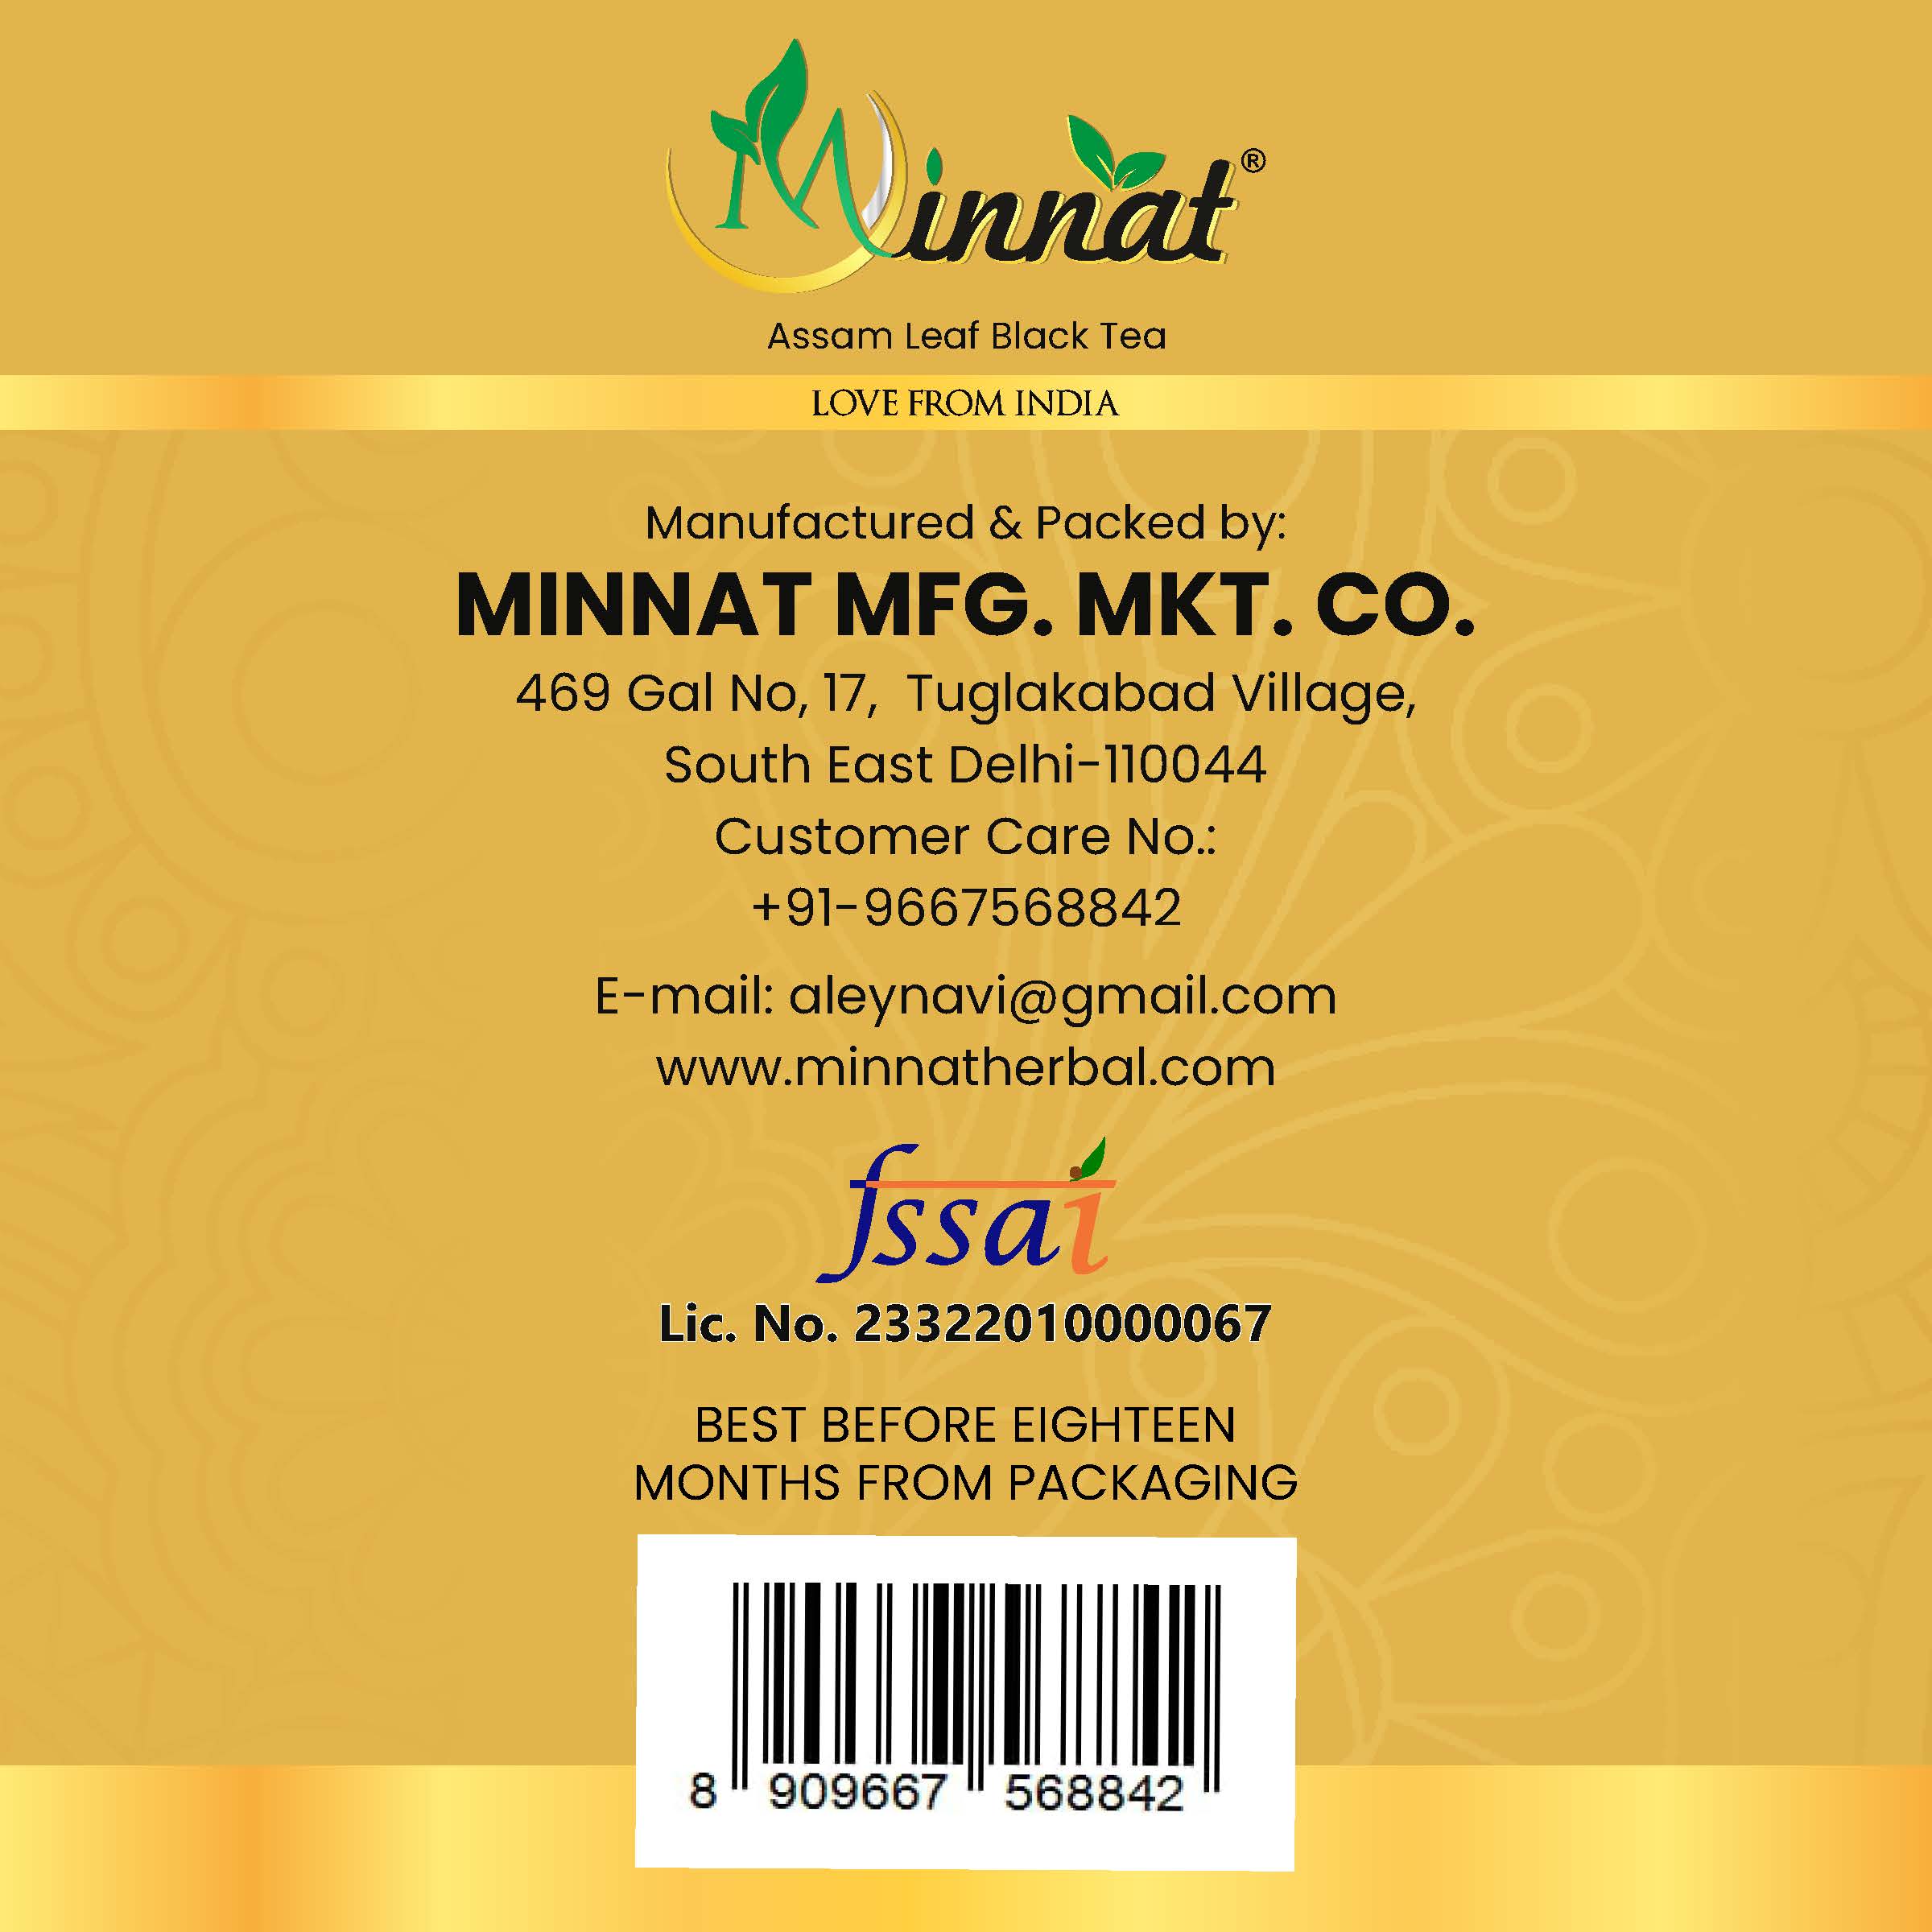 Minnat®
Assam Leaf Black Tea
LOVE FROM INDIA
Manufactured & Packed by:
MINNAT MFG. MKT. CO.
469 Gal No, 17, Tuglakabad Village,
South East Delhi-110044
Customer Care No.:
+91-9667568842
E-mail: aleynavi@gmail.com
www.minnatherbal.com
fssai
Lic. No. 23322010000067
BEST BEFORE EIGHTEEN
MONTHS FROM PACKAGING
8 909667 568842